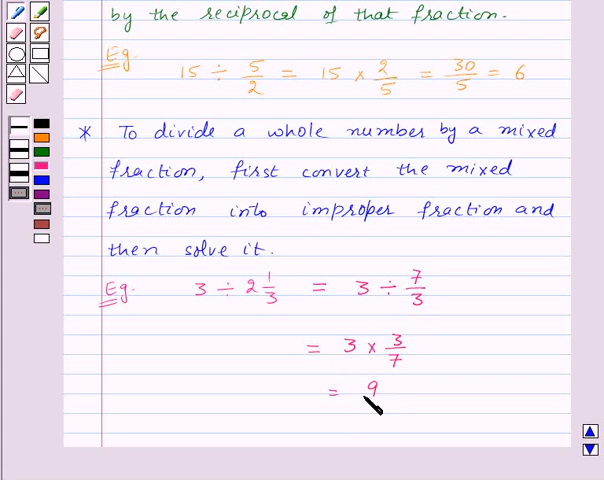 by the reciprocal of that fraction.
Eg. 15 ÷ 5/2 = 15 × 2/5 = 30/5 = 6
* To divide a whole number by a mixed
fraction, first convert the mixed
fraction into improper fraction and
then solve it.
Eg. 3 ÷ 2 1/3 = 3 ÷ 7/3
= 3 × 3/7
= 9